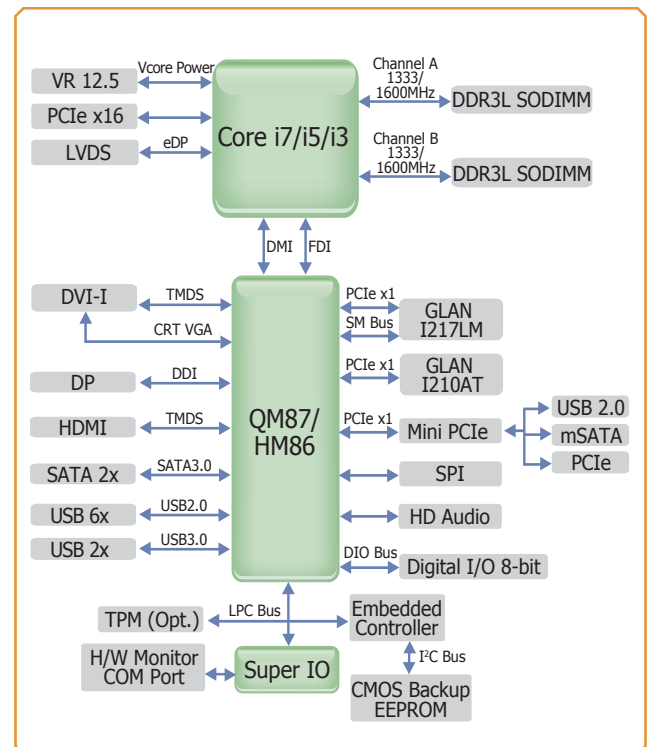 VR 12.5
Vcore Power
PCIe x16
LVDS
eDP
Core i7/i5/i3
Channel A
1333/
1600MHz
DDR3L SODIMM
Channel B
1333/
1600MHz
DDR3L SODIMM
DMI
FDI
DVI-I
TMDS
CRT VGA
DP
DDI
HDMI
TMDS
SATA 2x
SATA3.0
USB 6x
USB2.0
USB 2x
USB3.0
QM87/
HM86
PCIe x1
SM Bus
GLAN
I217LM
PCIe x1
GLAN
I210AT
PCIe x1
Mini PCIe
USB 2.0
mSATA
PCIe
SPI
HD Audio
DIO Bus
Digital I/O 8-bit
TPM (Opt.)
LPC Bus
Embedded
Controller
H/W Monitor
COM Port
Super IO
I²C Bus
CMOS Backup
EEPROM